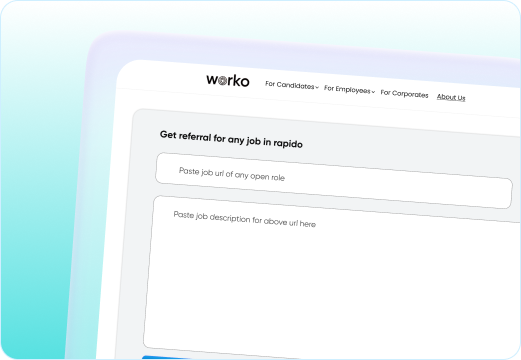 worko
For Candidates
For Employees
For Corporates
About Us
Get referral for any job in rapido
Paste job url of any open role
Paste job description for above url here